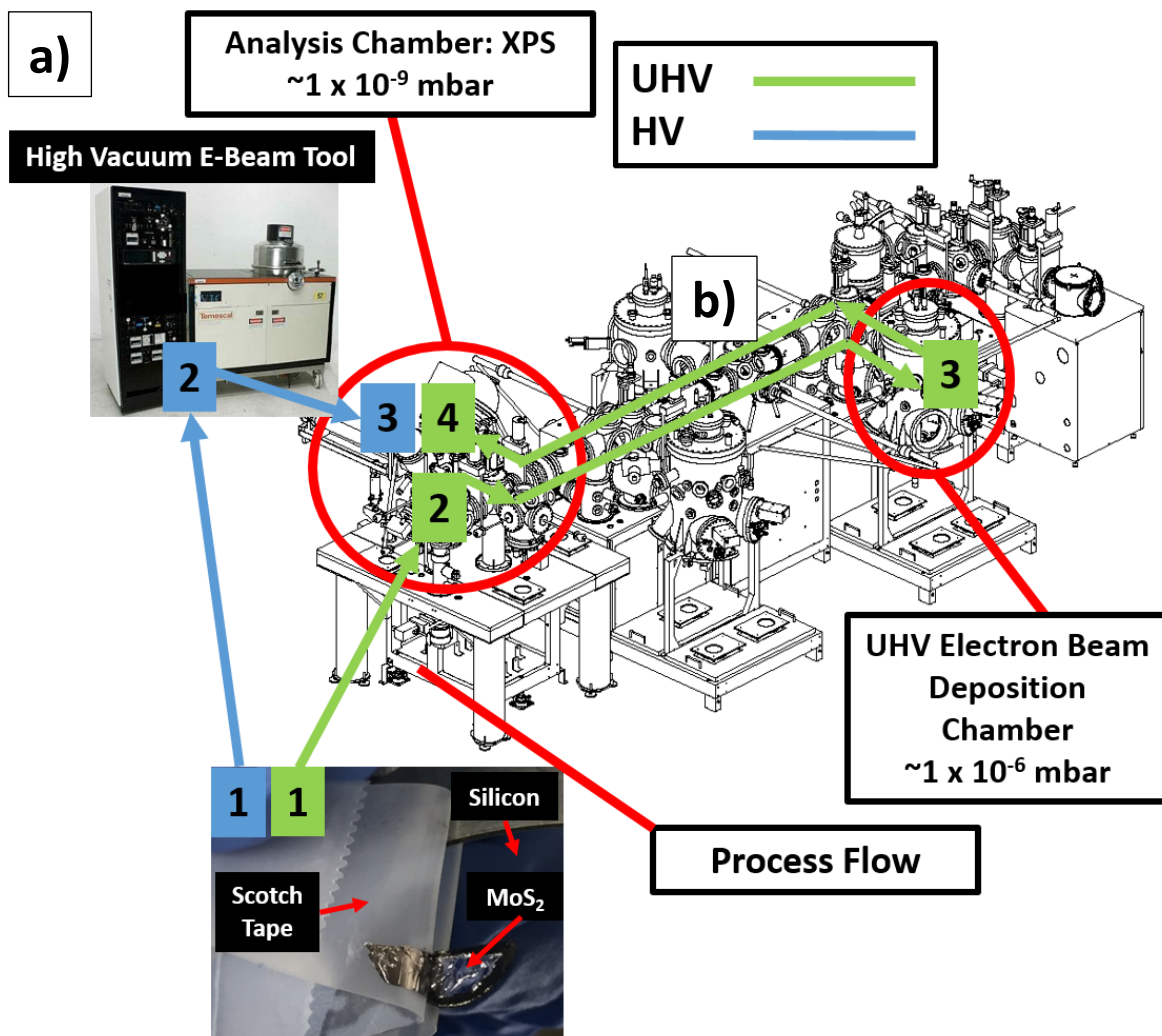 a)
Analysis Chamber: XPS
~1 x 10⁻⁹ mbar
UHV
HV
High Vacuum E-Beam Tool
Temescal
b)
2
3
4
3
2
UHV Electron Beam
Deposition
Chamber
~1 x 10⁻⁶ mbar
1
1
Silicon
Process Flow
Scotch
Tape
MoS₂